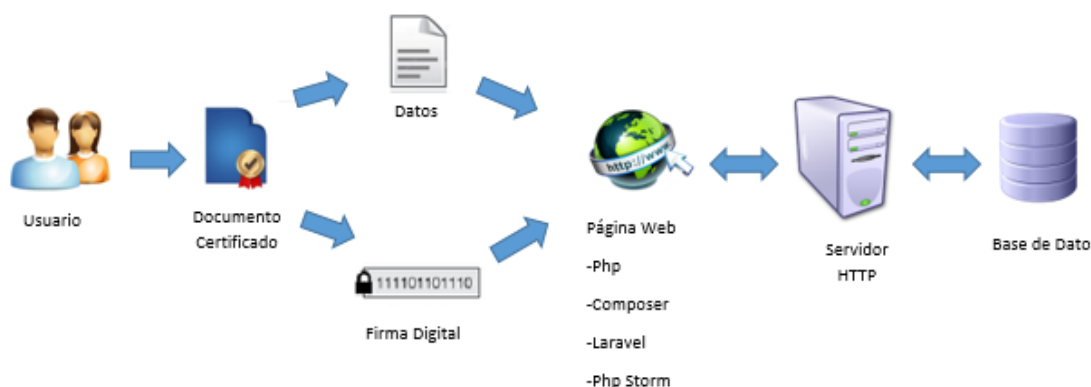 Datos
http://www
Usuario
Documento
Certificado
111101101110
Firma Digital
Página Web
-Php
-Composer
-Laravel
-Php Storm
Servidor
HTTP
Base de Dato